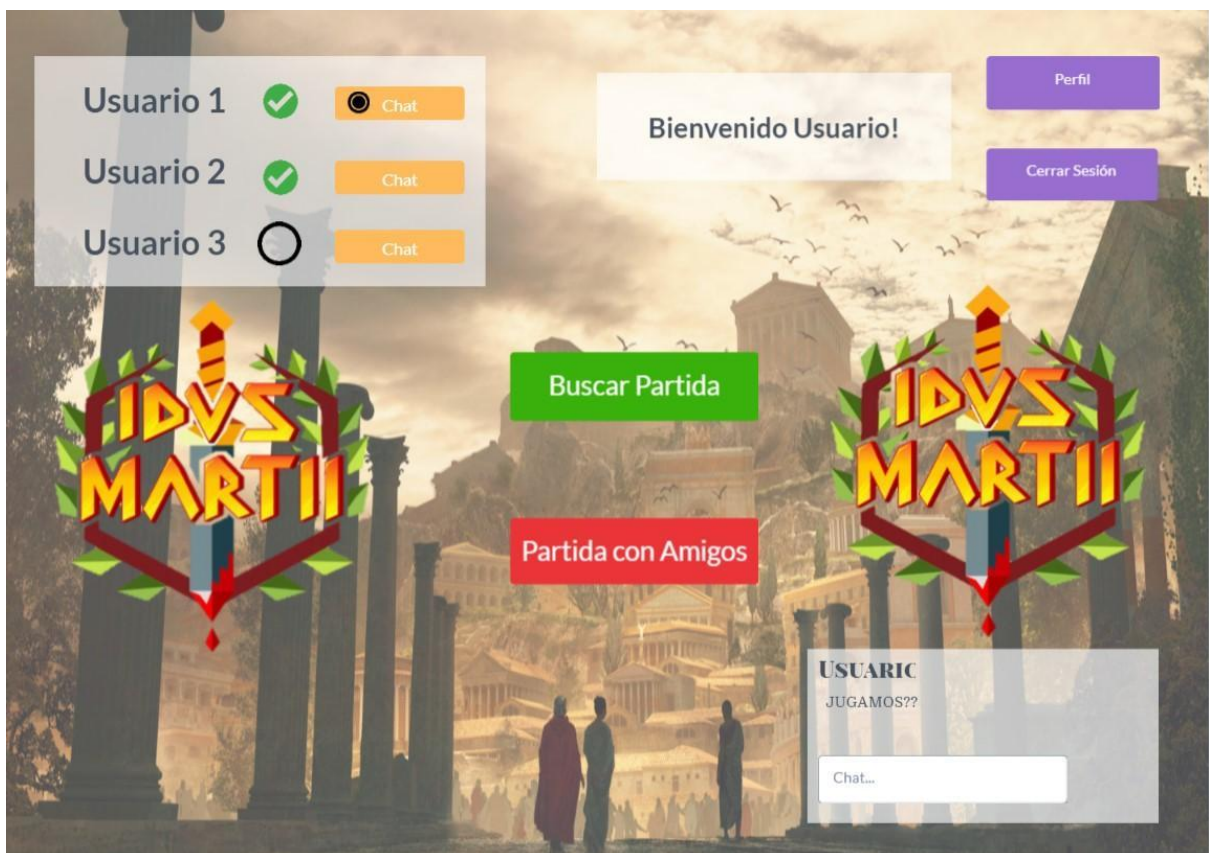 Usuario 1
Chat
Usuario 2
Chat
Usuario 3
Chat
Bienvenido Usuario!
Perfil
Cerrar Sesión
IDVS
MARTII
IDVS
MARTII
Buscar Partida
Partida con Amigos
USUARIC
JUGAMOS??
Chat...